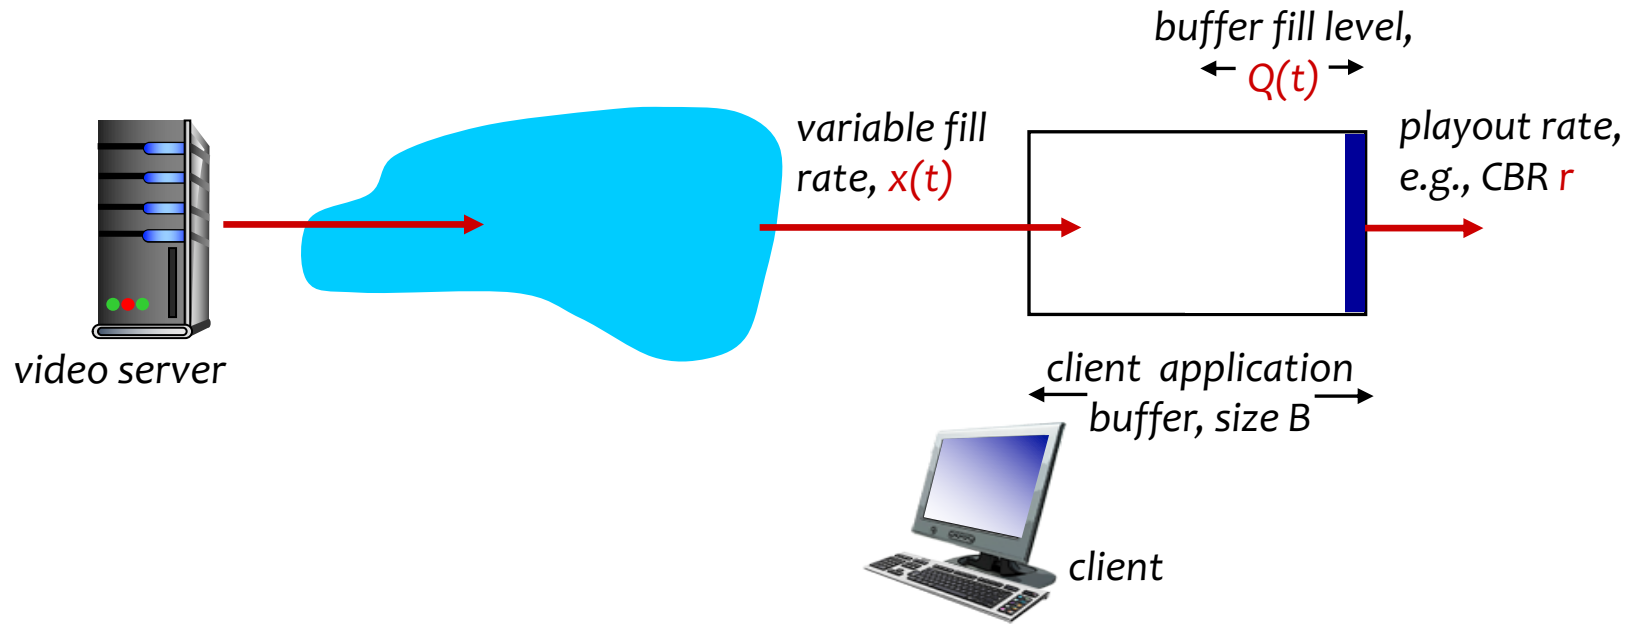 buffer fill level,
Q(t)
variable fill
rate, x(t)
playout rate,
e.g., CBR r
video server
client application
buffer, size B
client